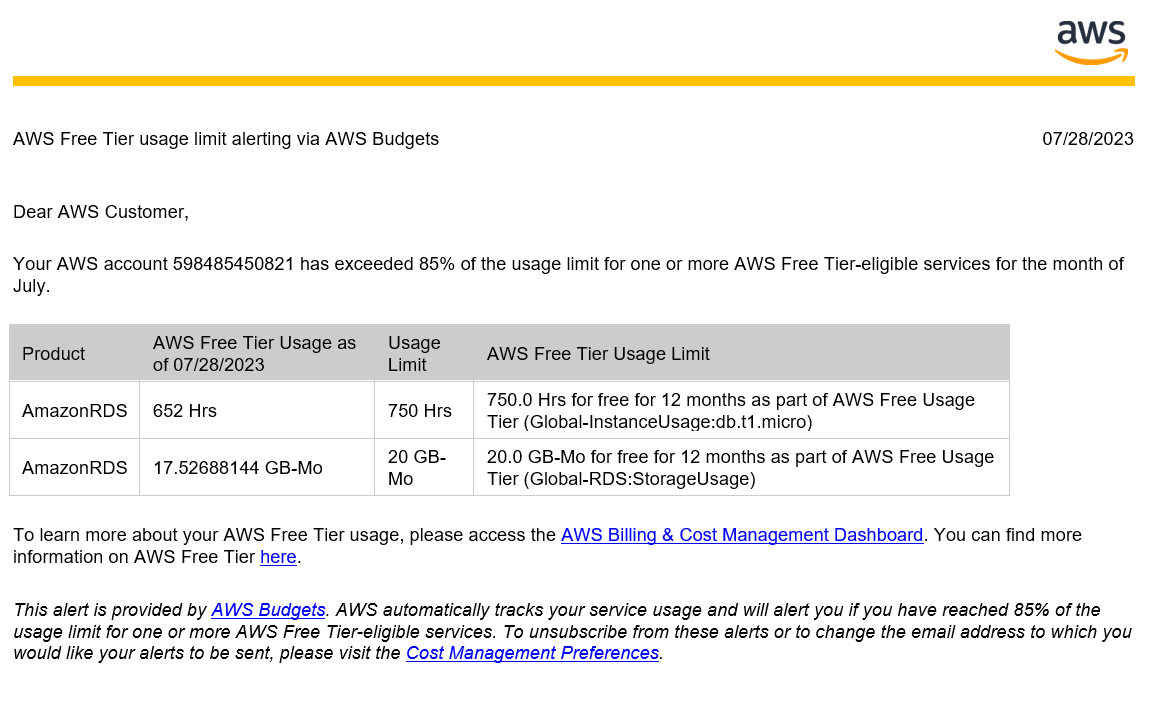 aws
AWS Free Tier usage limit alerting via AWS Budgets 07/28/2023
Dear AWS Customer,
Your AWS account 598485450821 has exceeded 85% of the usage limit for one or more AWS Free Tier-eligible services for the month of
July.
Product
AWS Free Tier Usage as
of 07/28/2023
Usage
Limit
AWS Free Tier Usage Limit
AmazonRDS
652 Hrs
750 Hrs
750.0 Hrs for free for 12 months as part of AWS Free Usage
Tier (Global-InstanceUsage:db.t1.micro)
AmazonRDS
17.52688144 GB-Mo
20 GB-
Mo
20.0 GB-Mo for free for 12 months as part of AWS Free Usage
Tier (Global-RDS:StorageUsage)
To learn more about your AWS Free Tier usage, please access the AWS Billing & Cost Management Dashboard. You can find more
information on AWS Free Tier here.
This alert is provided by AWS Budgets. AWS automatically tracks your service usage and will alert you if you have reached 85% of the
usage limit for one or more AWS Free Tier-eligible services. To unsubscribe from these alerts or to change the email address to which you
would like your alerts to be sent, please visit the Cost Management Preferences.